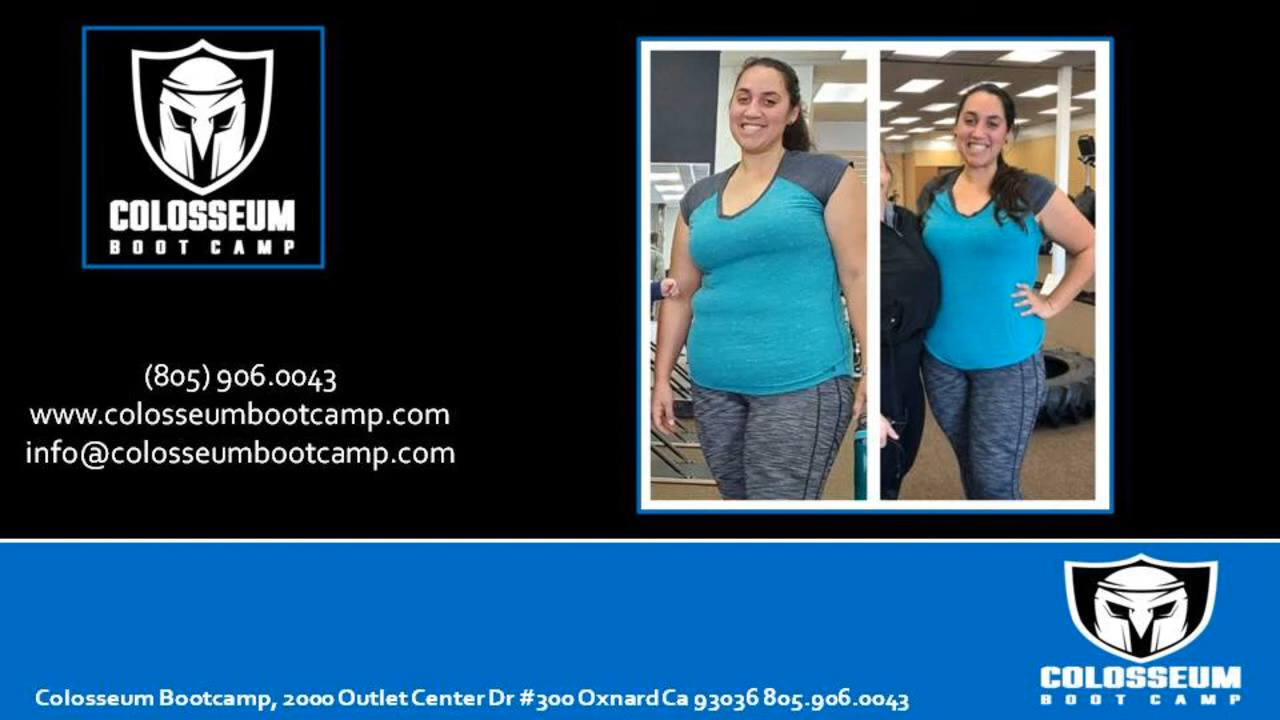 COLOSSEUM
BOOT CAMP
(805) 906.0043
www.colosseumbootcamp.com
info@colosseumbootcamp.com
Colosseum Bootcamp, 2000 Outlet Center Dr #300 Oxnard Ca 93036 805.906.0043
COLOSSEUM
BOOT CAMP